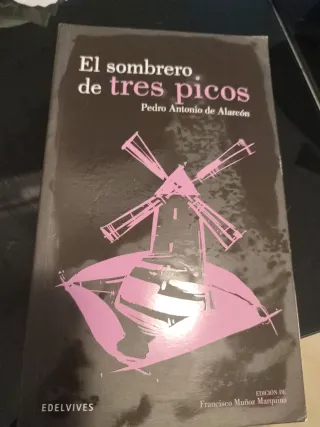 El sombrero
de tres picos
Pedro Antonio de Alarcón
EDICIÓN DE
Francisco Muñoz Marquina
EDELVIVES